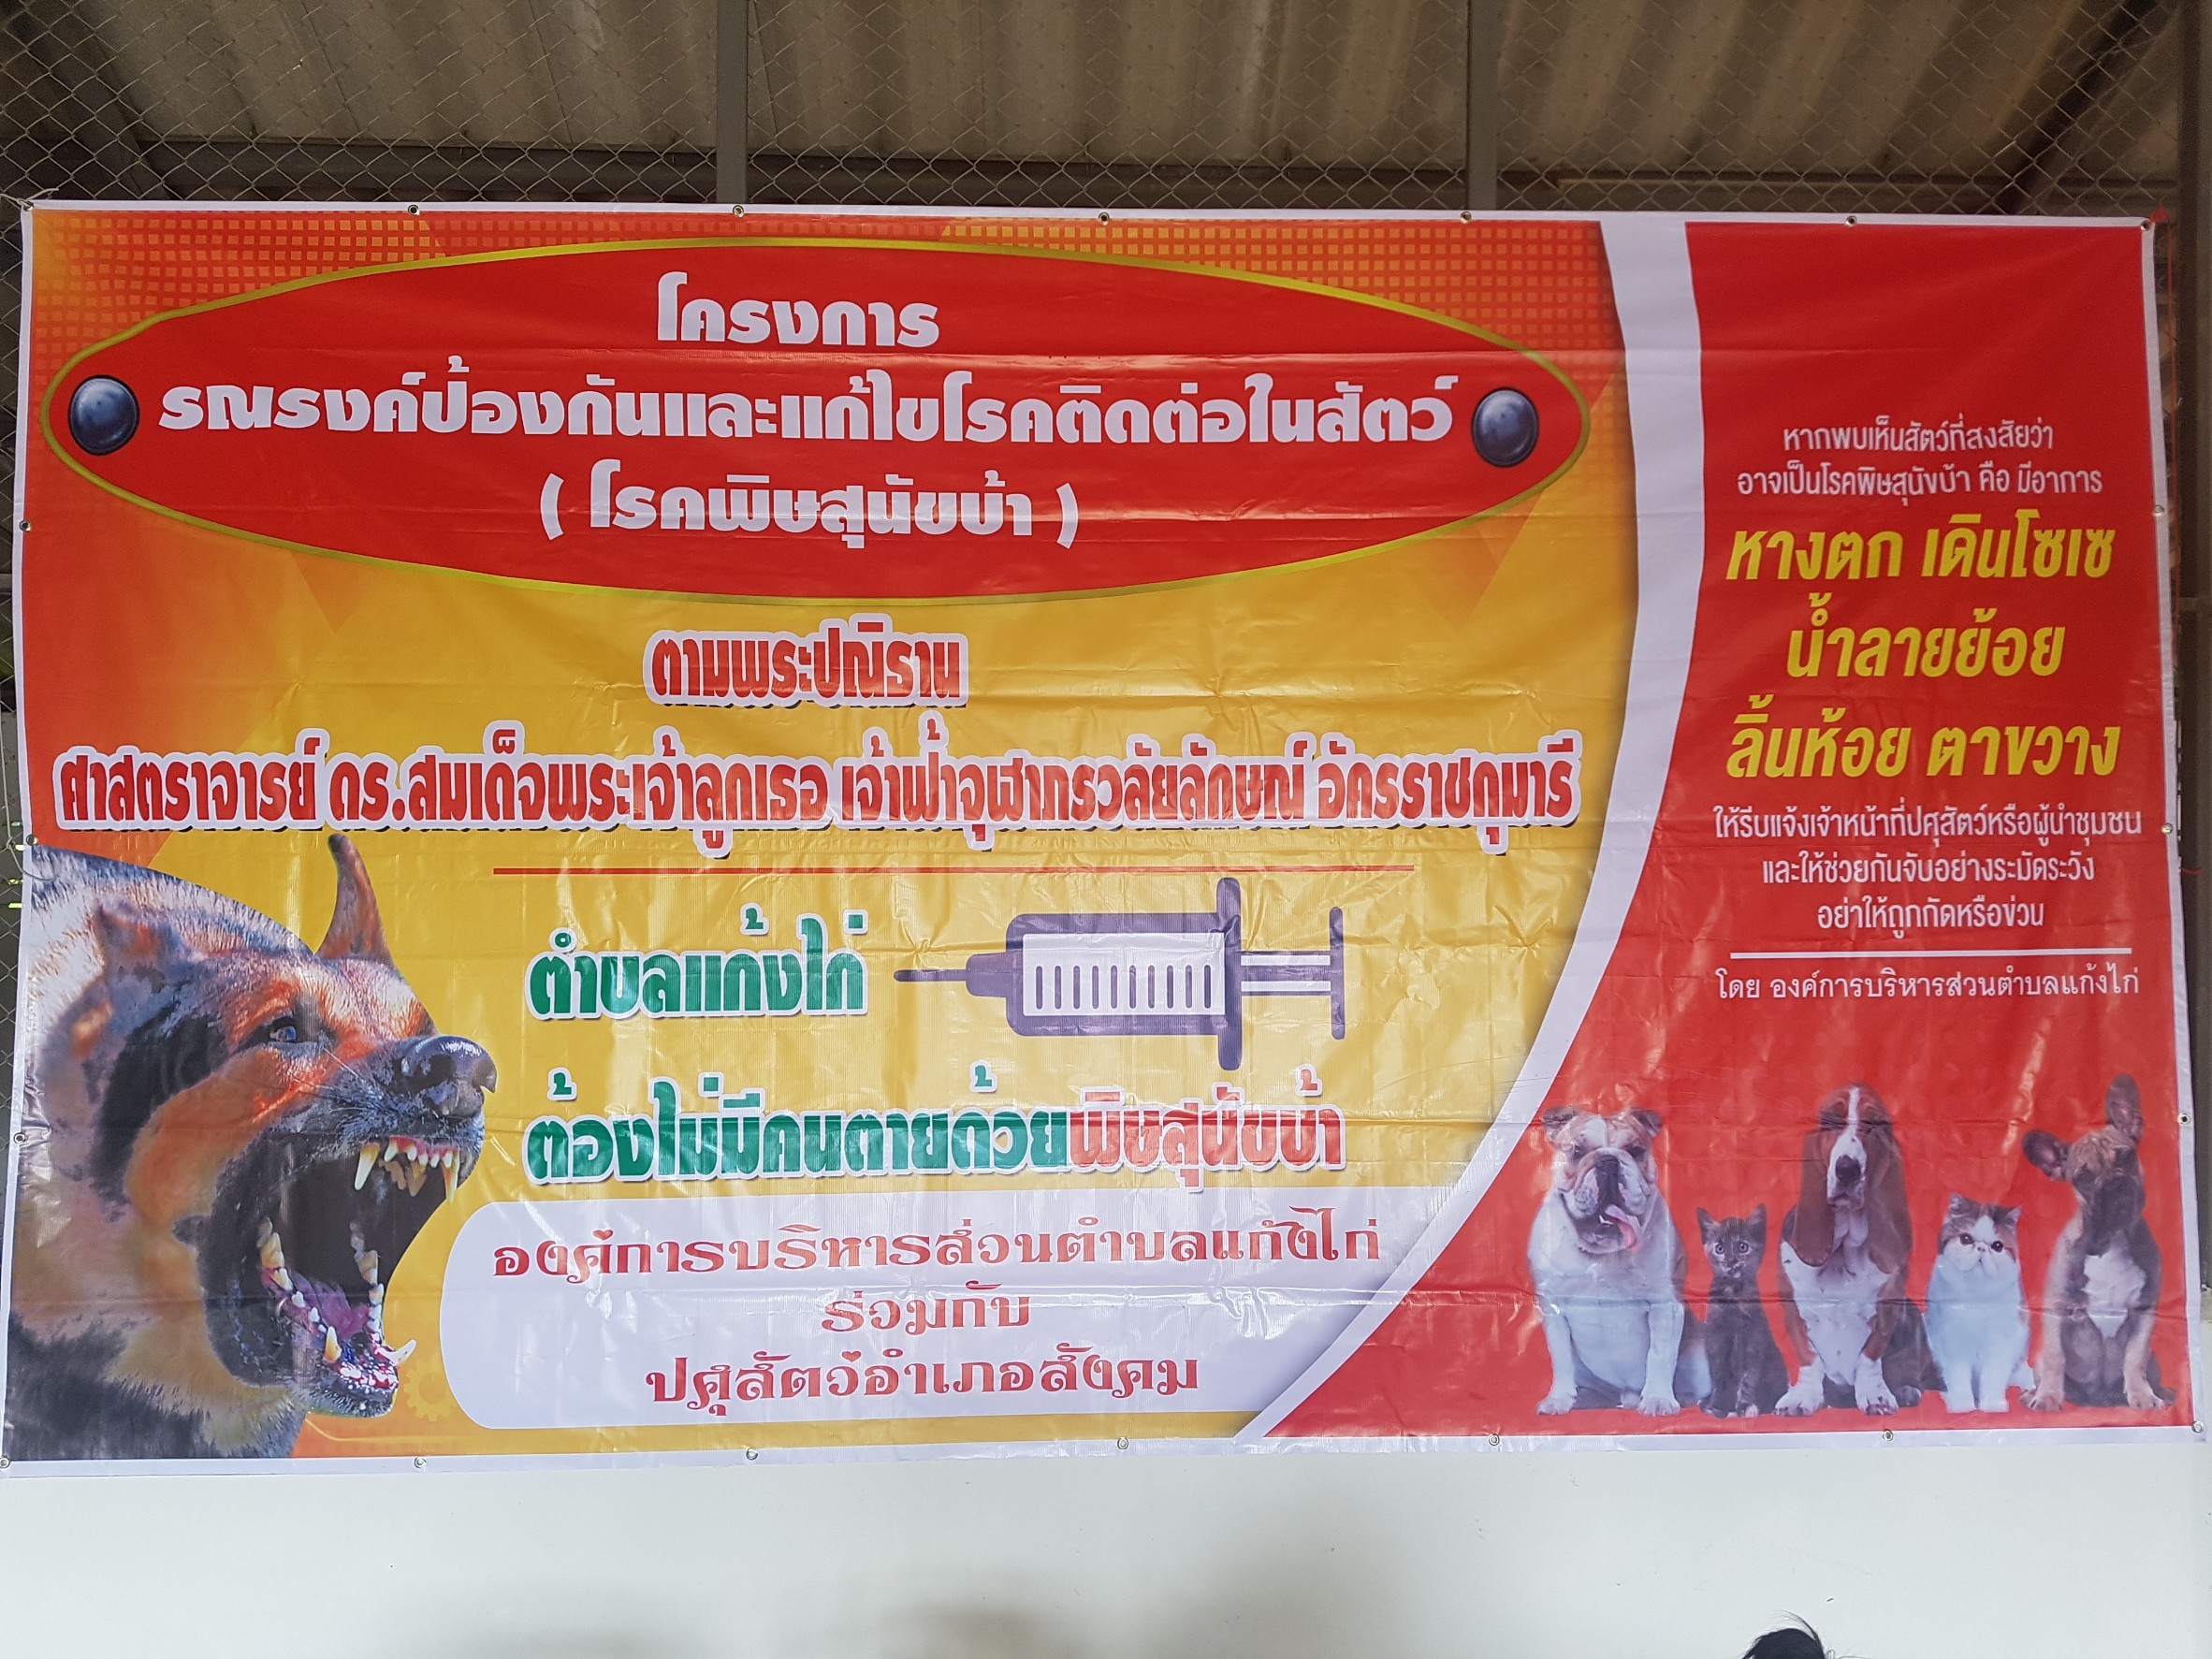 โครงการ
รณรงค์ป้องกันและแก้ไขโรคติดต่อในสัตว์
( โรคพิษสุนัขบ้า )
ตามพระปณิธาน
ศาสตราจารย์ ดร.สมเด็จพระเจ้าลูกเธอ เจ้าฟ้าจุฬาภรวลัยลักษณ์ อัครราชกุมารี
ตำบลแก้งไก่
ต้องไม่มีคนตายด้วยพิษสุนัขบ้า
องค์การบริหารส่วนตำบลแก้งไก่
ร่วมกับ
ปศุสัตว์อำเภอสังคม
หากพบเห็นสัตว์ที่สงสัยว่า
อาจเป็นโรคพิษสุนัขบ้า คือ มีอาการ
หางตก เดินโซเซ
น้ำลายย้อย
ลิ้นห้อย ตาขวาง
ให้รีบแจ้งเจ้าหน้าที่ปศุสัตว์หรือผู้นำชุมชน
และให้ช่วยกันจับอย่างระมัดระวัง
อย่าให้ถูกกัดหรือข่วน
โดย องค์การบริหารส่วนตำบลแก้งไก่